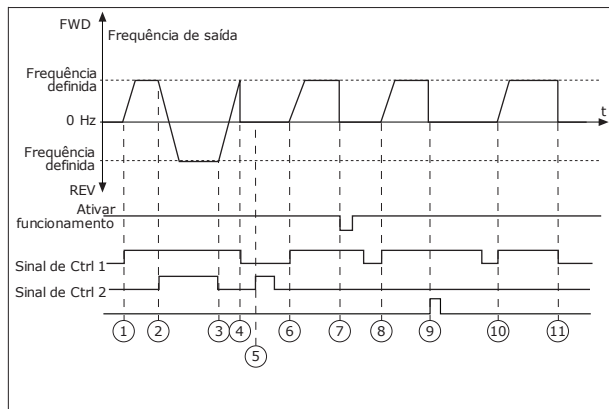 FWD
Frequência de saída
Frequência
definida
0 Hz
t
Frequência
definida
REV
Ativar
funcionamento
Sinal de Ctrl 1
Sinal de Ctrl 2
1 2 3 4 6 7 8 9 10 11
5